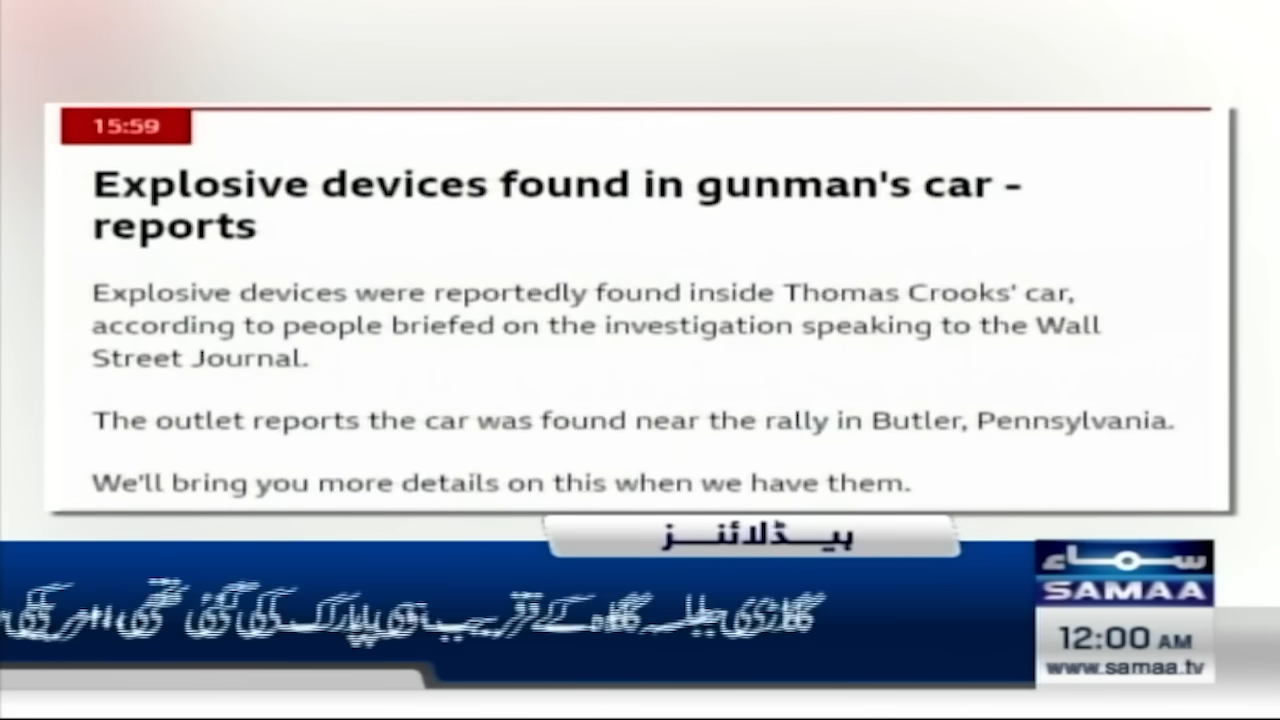 15:59
Explosive devices found in gunman's car -
reports
Explosive devices were reportedly found inside Thomas Crooks' car,
according to people briefed on the investigation speaking to the Wall
Street Journal.
The outlet reports the car was found near the rally in Butler, Pennsylvania.
We'll bring you more details on this when we have them.
ہیڈلائنز
گاڑی جلسہ گاہ کے قریب ہی پارک کی گئی تھی، امریکی
سماء
SAMAA
12:00 AM
www.samaa.tv